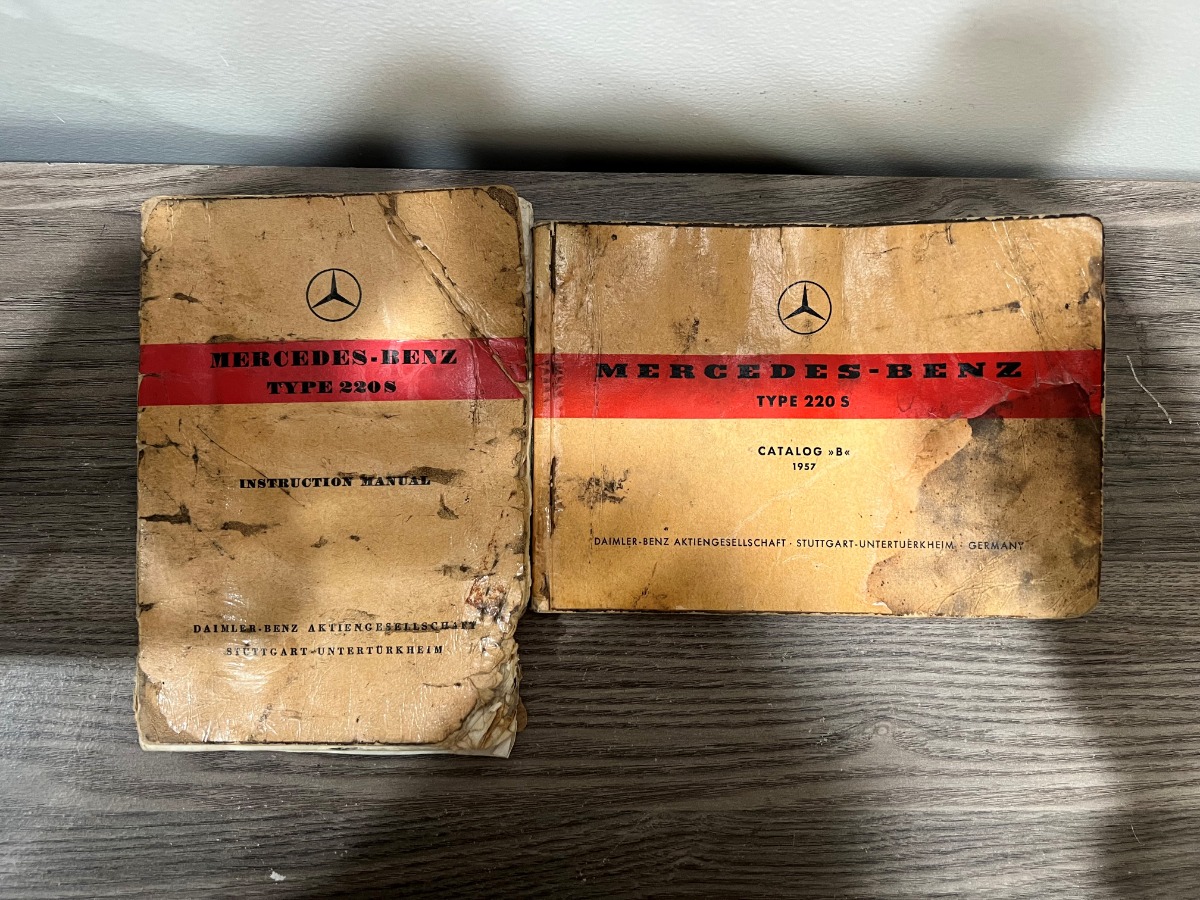 MERCEDES-BENZ
TYPE 220 S
INSTRUCTION MANUAL
DAIMLER-BENZ AKTIENGESELLSCHAFT
STUTTGART-UNTERTÜRKHEIM
MERCEDES-BENZ
TYPE 220 S
CATALOG »B«
1957
DAIMLER-BENZ AKTIENGESELLSCHAFT · STUTTGART-UNTERTUERKHEIM · GERMANY